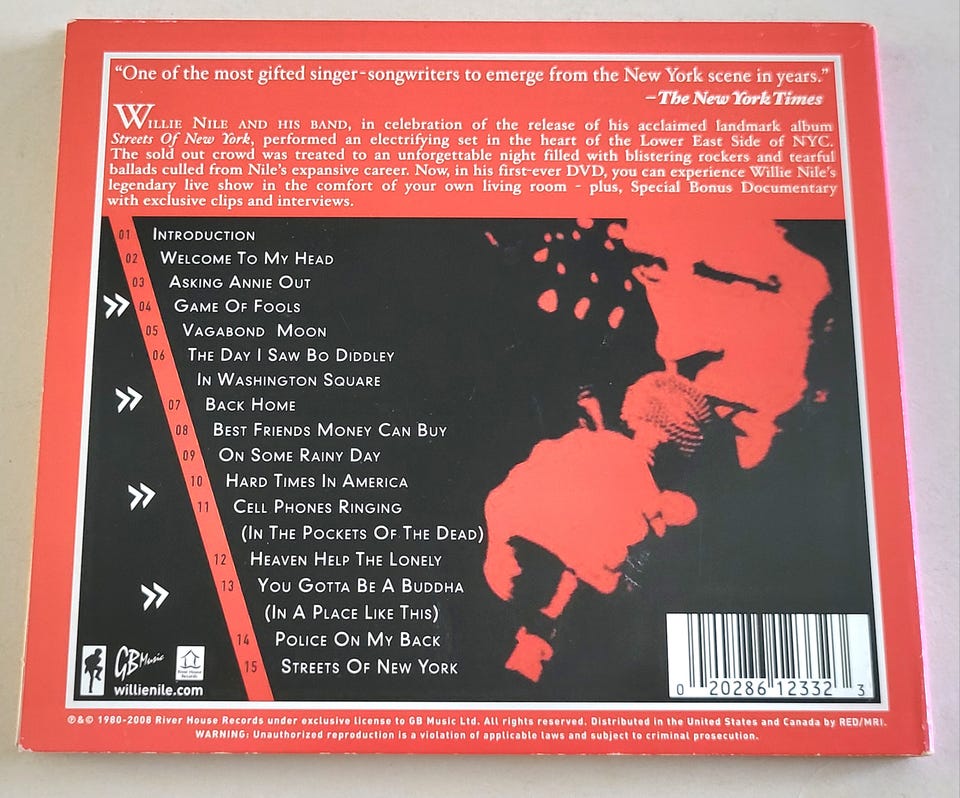 “One of the most gifted singer-songwriters to emerge from the New York scene in years.”
–The New York Times
WILLIE NILE AND HIS BAND, in celebration of the release of his acclaimed landmark album
Streets Of New York, performed an electrifying set in the heart of the Lower East Side of NYC.
The sold out crowd was treated to an unforgettable night filled with blistering rockers and tearful
ballads culled from Nile's expansive career. Now, in his first-ever DVD, you can experience Willie Nile's
legendary live show in the comfort of your own living room - plus, Special Bonus Documentary
with exclusive clips and interviews.
01 INTRODUCTION
02 WELCOME TO MY HEAD
03 ASKING ANNIE OUT
04 GAME OF FOOLS
05 VAGABOND MOON
06 THE DAY I SAW BO DIDDLEY
IN WASHINGTON SQUARE
07 BACK HOME
08 BEST FRIENDS MONEY CAN BUY
09 ON SOME RAINY DAY
10 HARD TIMES IN AMERICA
11 CELL PHONES RINGING
(IN THE POCKETS OF THE DEAD)
12 HEAVEN HELP THE LONELY
13 YOU GOTTA BE A BUDDHA
(IN A PLACE LIKE THIS)
14 POLICE ON MY BACK
15 STREETS OF NEW YORK
GB Music
River House
Records
willienile.com
0 20286 12332 3
℗&© 1980-2008 River House Records under exclusive license to GB Music Ltd. All rights reserved. Distributed in the United States and Canada by RED/MRI.
WARNING: Unauthorized reproduction is a violation of applicable laws and subject to criminal prosecution.